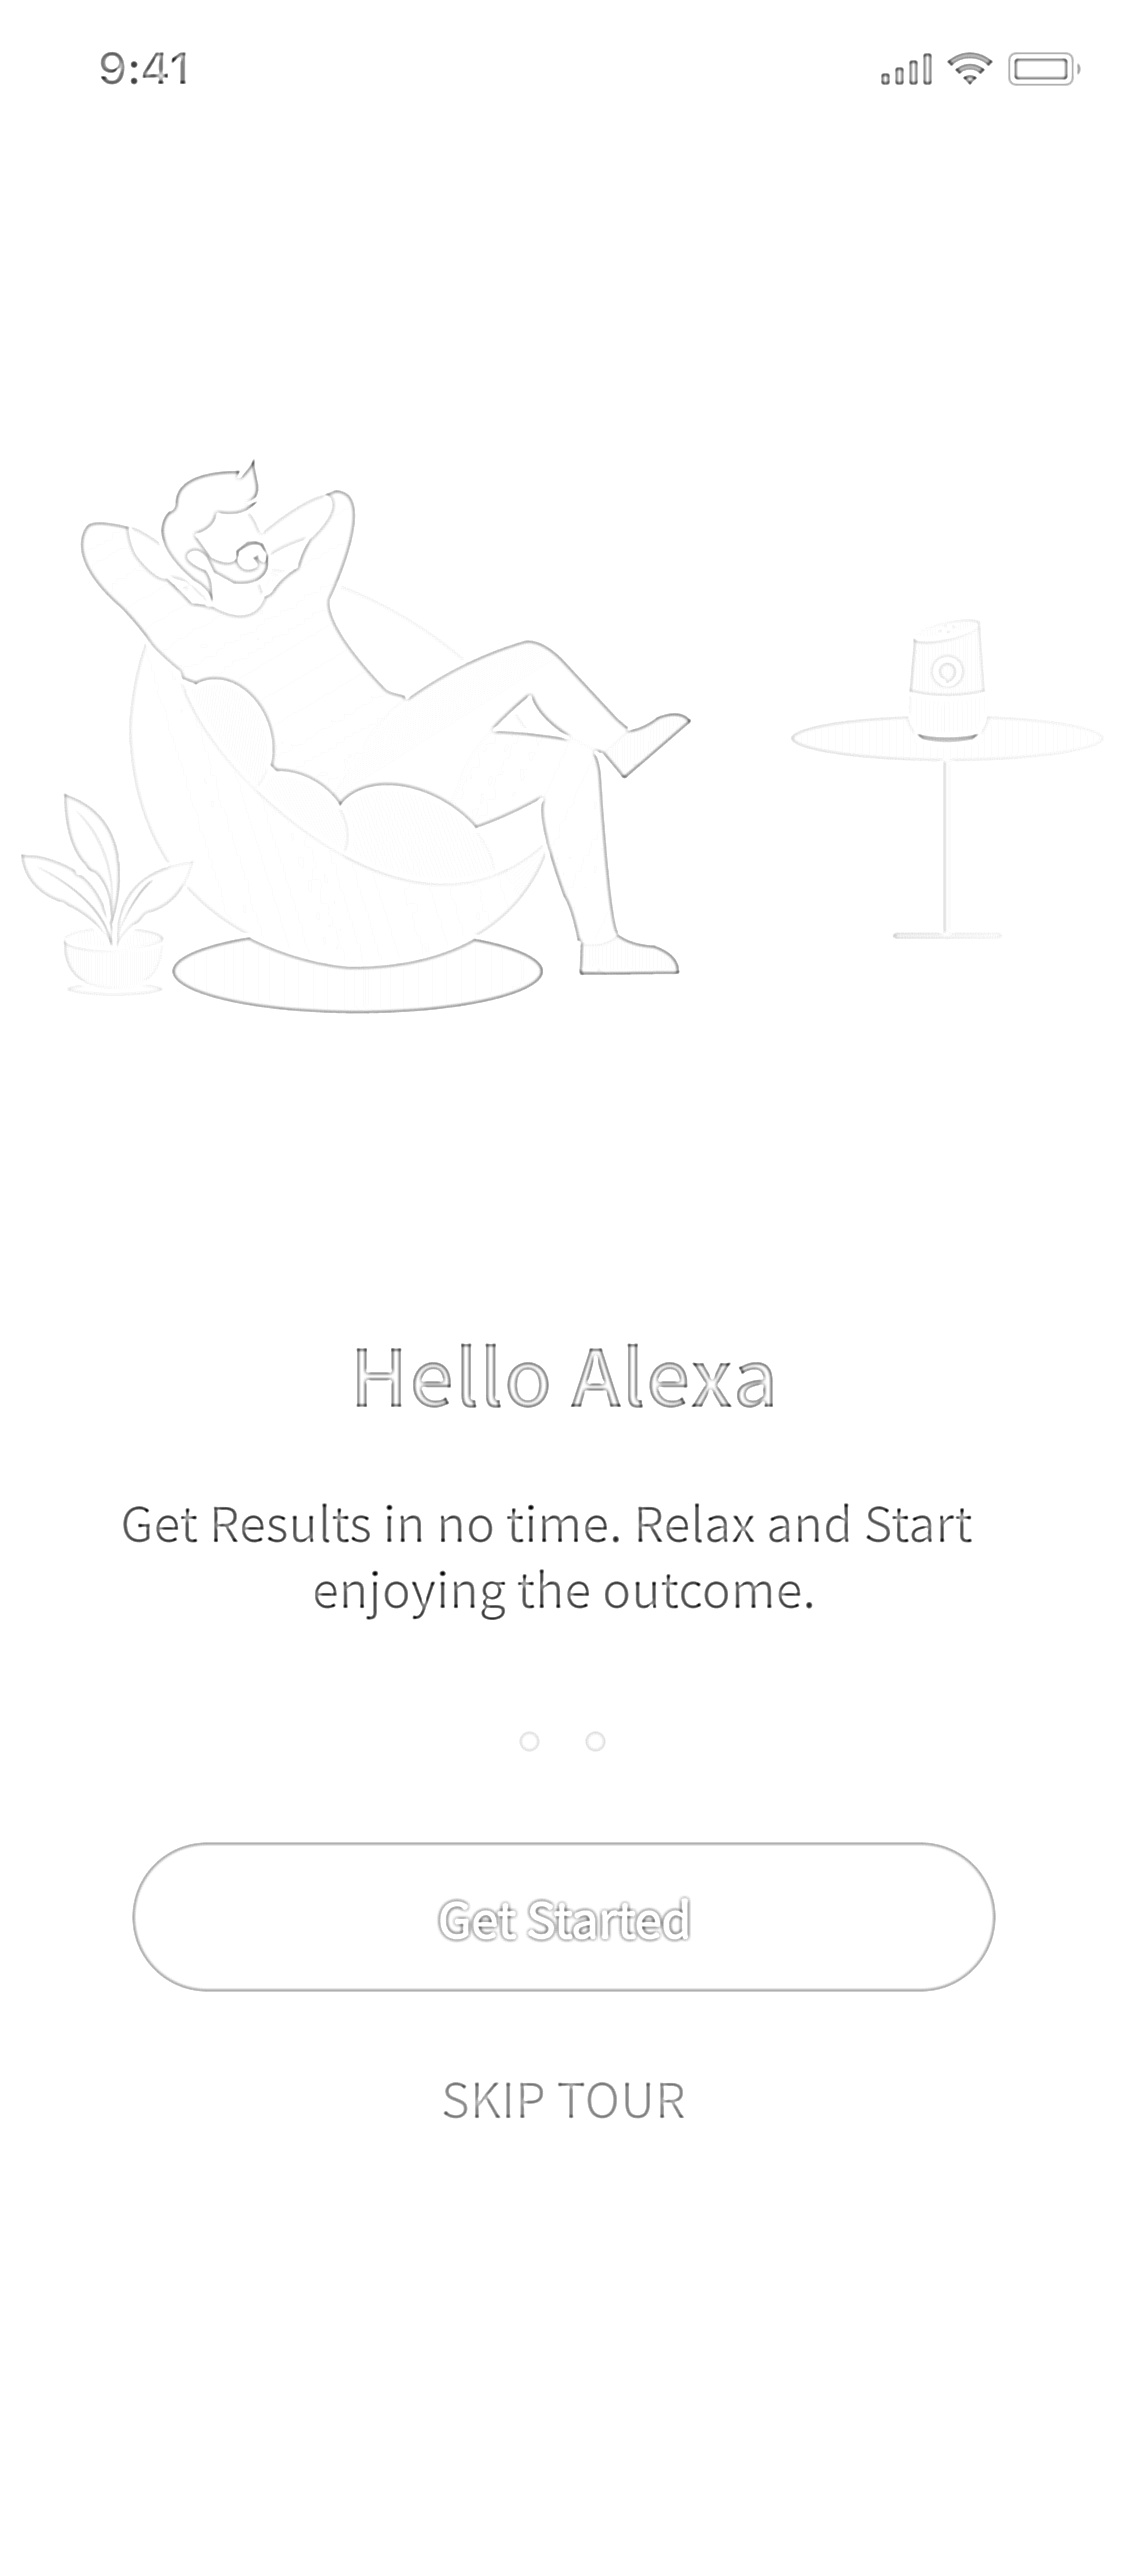 9:41
Hello Alexa
Get Results in no time. Relax and Start
enjoying the outcome.
Get Started
SKIP TOUR